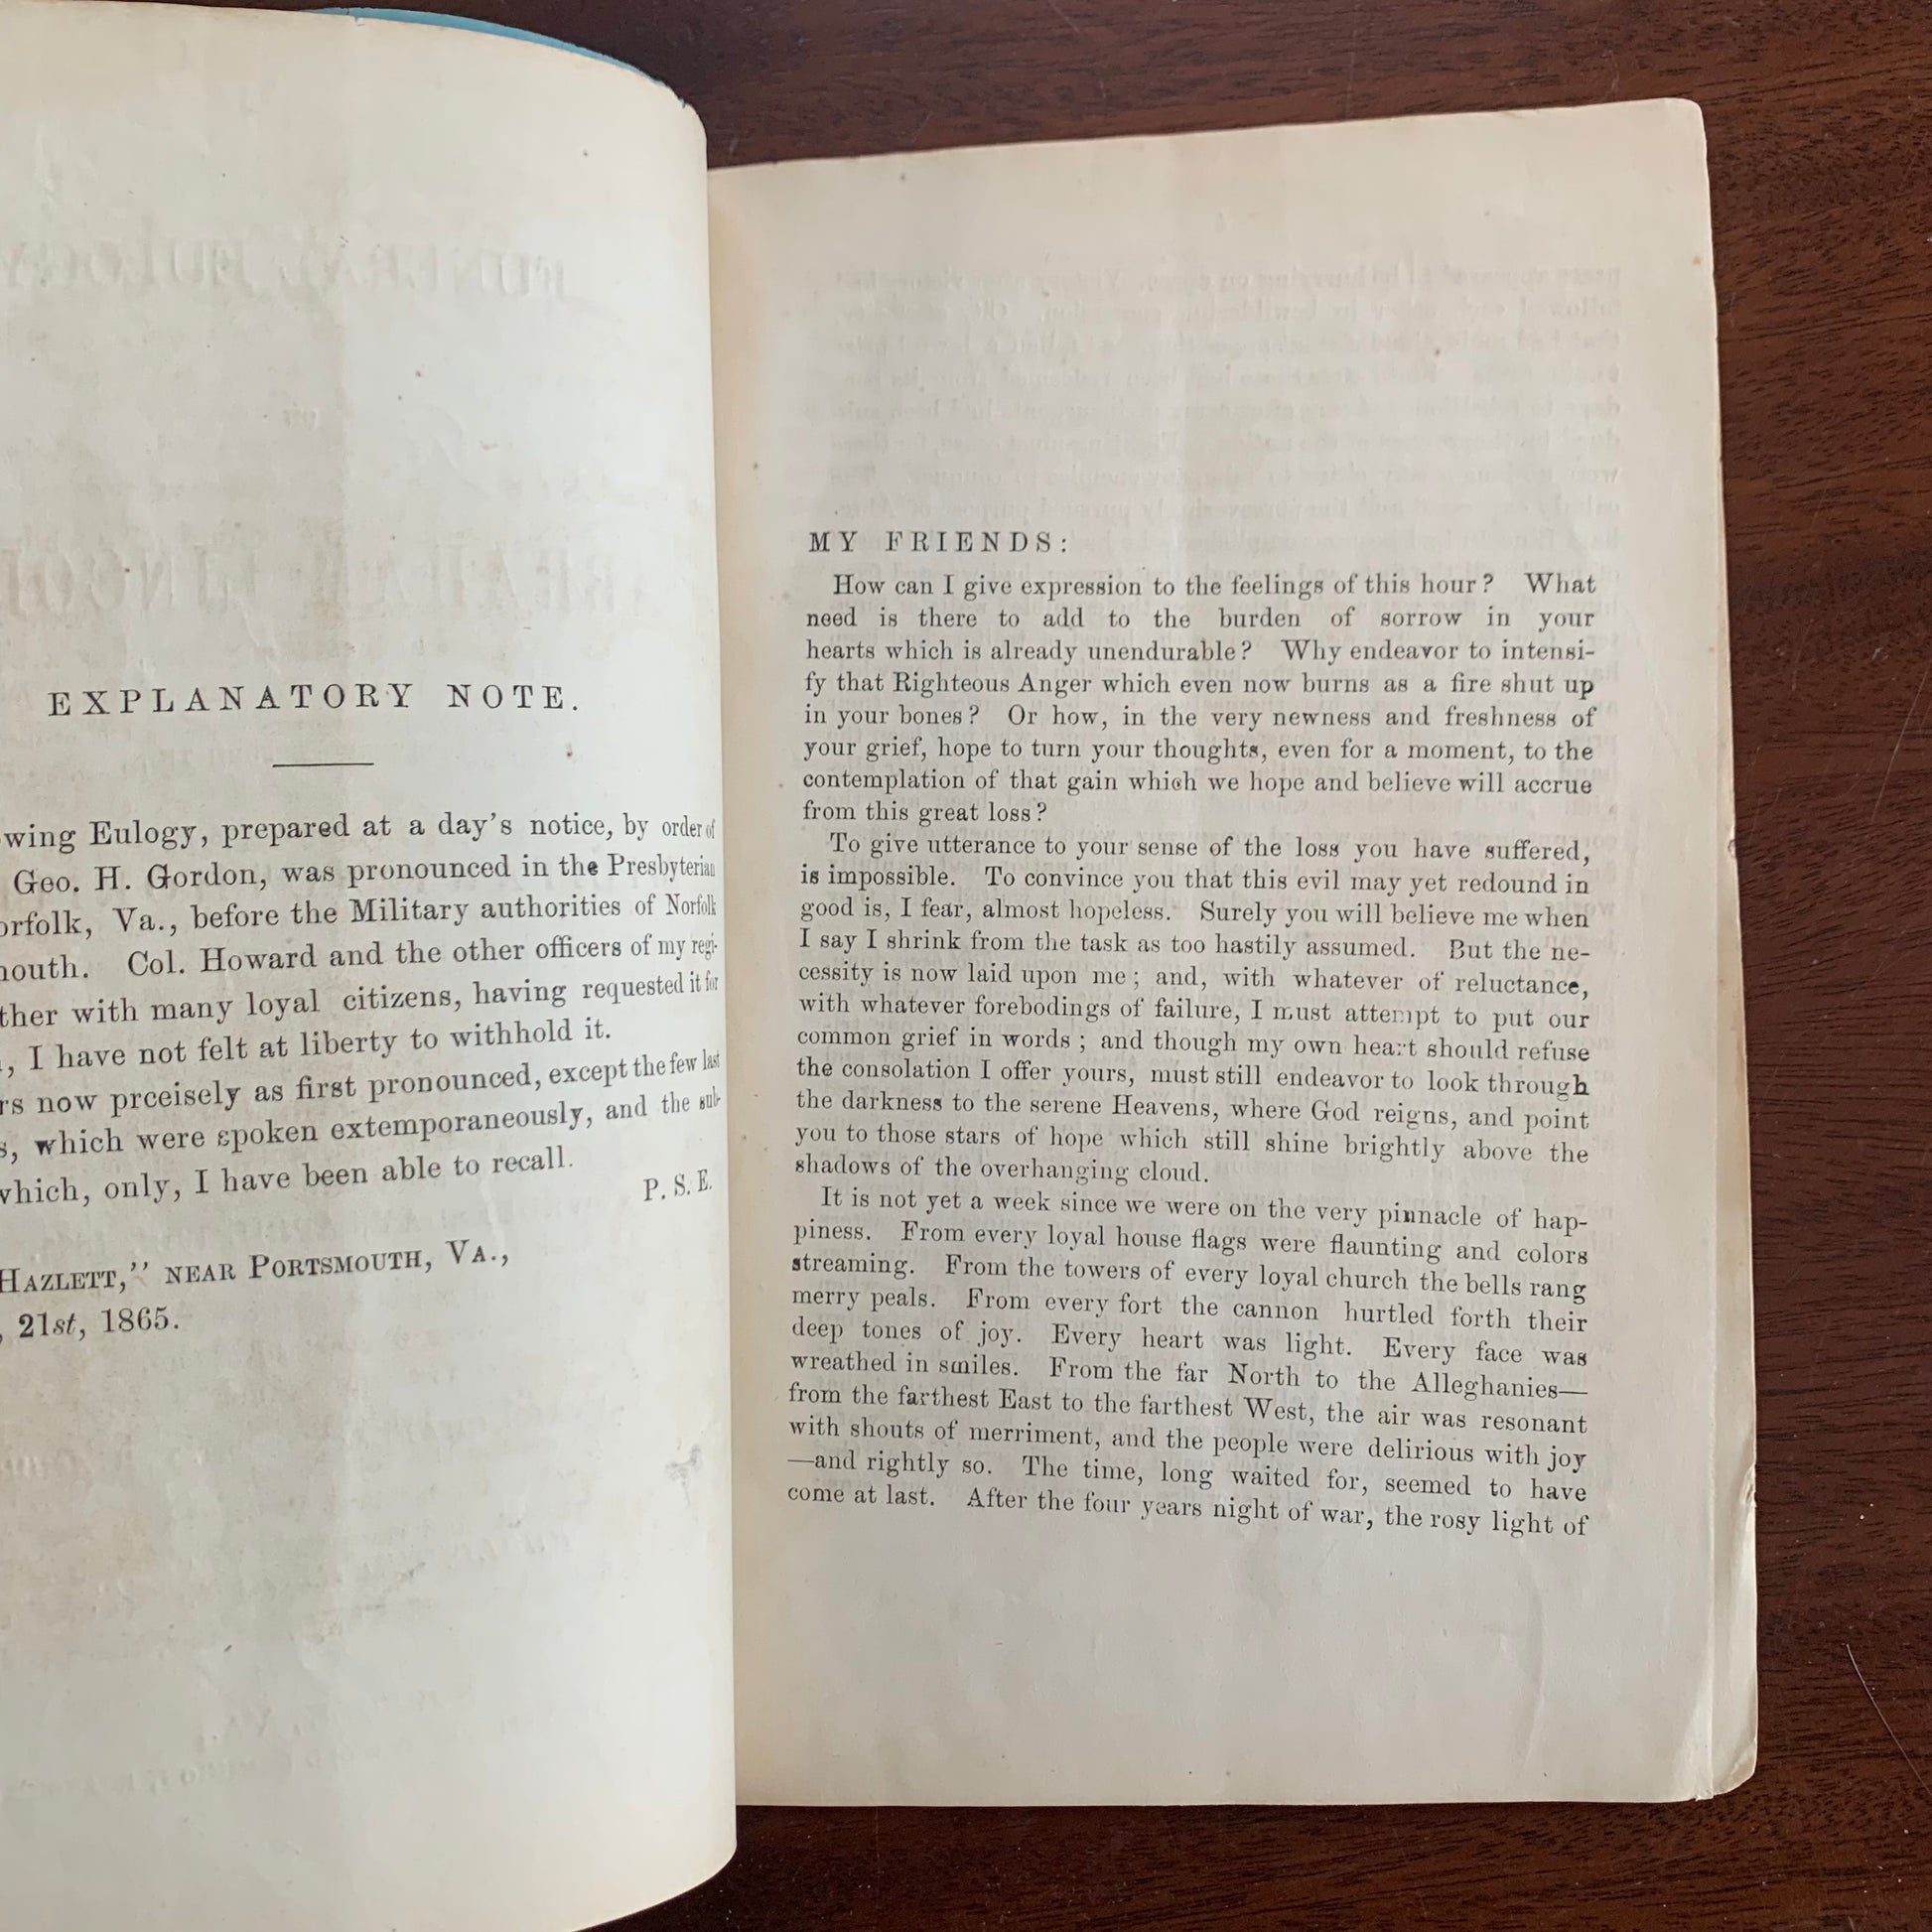 EXPLANATORY NOTE.
wing Eulogy, prepared at a day's notice, by order of
Geo. H. Gordon, was pronounced in the Presbyterian
orfolk, Va., before the Military authorities of Norfolk
nouth. Col. Howard and the other officers of my regi-
ther with many loyal citizens, having requested it for
, I have not felt at liberty to withhold it.
rs now prceisely as first pronounced, except the few last
s, which were spoken extemporaneously, and the sub-
which, only, I have been able to recall.
P. S. E.
HAZLETT," NEAR PORTSMOUTH, VA.,
, 21st, 1865.
MY FRIENDS:
How can I give expression to the feelings of this hour? What
need is there to add to the burden of sorrow in your
hearts which is already unendurable? Why endeavor to intensi-
fy that Righteous Anger which even now burns as a fire shut up
in your bones? Or how, in the very newness and freshness of
your grief, hope to turn your thoughts, even for a moment, to the
contemplation of that gain which we hope and believe will accrue
from this great loss?
To give utterance to your sense of the loss you have suffered,
is impossible. To convince you that this evil may yet redound in
good is, I fear, almost hopeless. Surely you will believe me when
I say I shrink from the task as too hastily assumed. But the ne-
cessity is now laid upon me; and, with whatever of reluctance,
with whatever forebodings of failure, I must attempt to put our
common grief in words; and though my own heart should refuse
the consolation I offer yours, must still endeavor to look through
the darkness to the serene Heavens, where God reigns, and point
you to those stars of hope which still shine brightly above the
shadows of the overhanging cloud.
It is not yet a week since we were on the very pinnacle of hap-
piness. From every loyal house flags were flaunting and colors
streaming. From the towers of every loyal church the bells rang
merry peals. From every fort the cannon hurtled forth their
deep tones of joy. Every heart was light. Every face was
wreathed in smiles. From the far North to the Alleghanies—
from the farthest East to the farthest West, the air was resonant
with shouts of merriment, and the people were delirious with joy
—and rightly so. The time, long waited for, seemed to have
come at last. After the four years night of war, the rosy light of